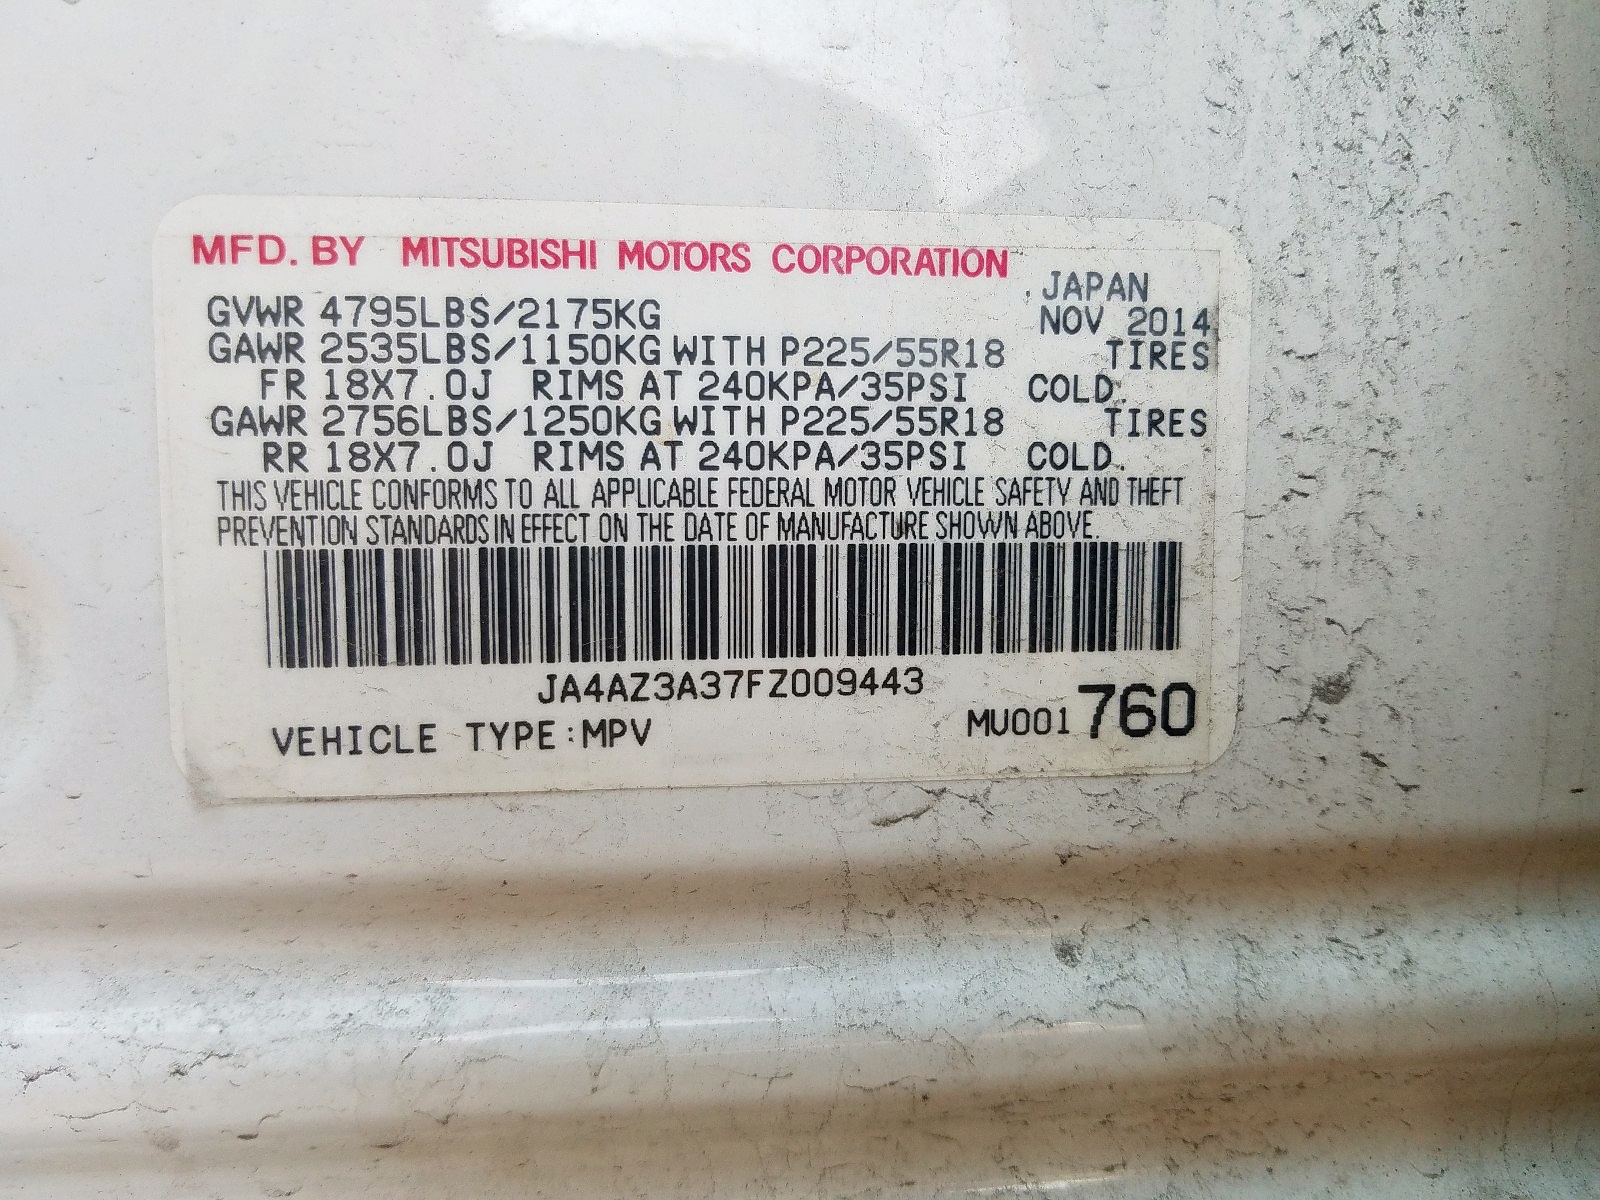 MFD. BY MITSUBISHI MOTORS CORPORATION
JAPAN
GVWR 4795LBS/2175KG NOV 2014
GAWR 2535LBS/1150KG WITH P225/55R18 TIRES
FR 18X7.0J RIMS AT 240KPA/35PSI COLD.
GAWR 2756LBS/1250KG WITH P225/55R18 TIRES
RR 18X7.0J RIMS AT 240KPA/35PSI COLD.
THIS VEHICLE CONFORMS TO ALL APPLICABLE FEDERAL MOTOR VEHICLE SAFETY AND THEFT
PREVENTION STANDARDS IN EFFECT ON THE DATE OF MANUFACTURE SHOWN ABOVE.
JA4AZ3A37FZ009443
VEHICLE TYPE:MPV MU001 760